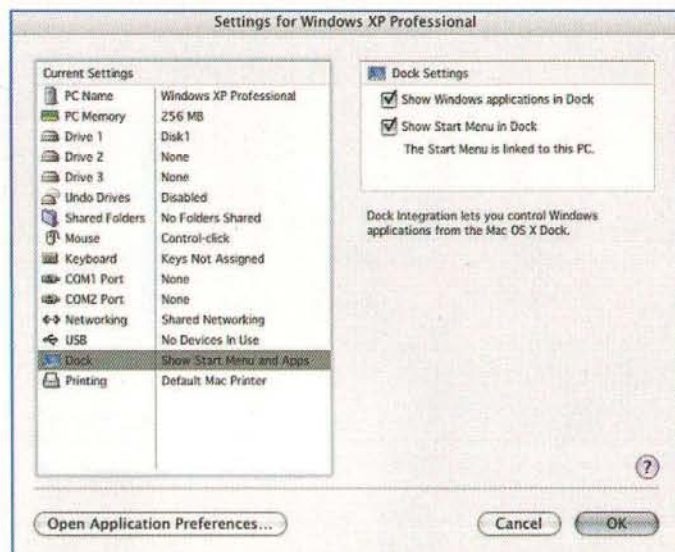 Settings for Windows XP Professional
Current Settings
PC Name Windows XP Professional
PC Memory 256 MB
Drive 1 Disk1
Drive 2 None
Drive 3 None
Undo Drives Disabled
Shared Folders No Folders Shared
Mouse Control-click
Keyboard Keys Not Assigned
COM1 Port None
COM2 Port None
Networking Shared Networking
USB No Devices In Use
Dock Show Start Menu and Apps
Printing Default Mac Printer
Dock Settings
Show Windows applications in Dock
Show Start Menu in Dock
The Start Menu is linked to this PC.
Dock Integration lets you control Windows
applications from the Mac OS X Dock.
?
Open Application Preferences...
Cancel
OK